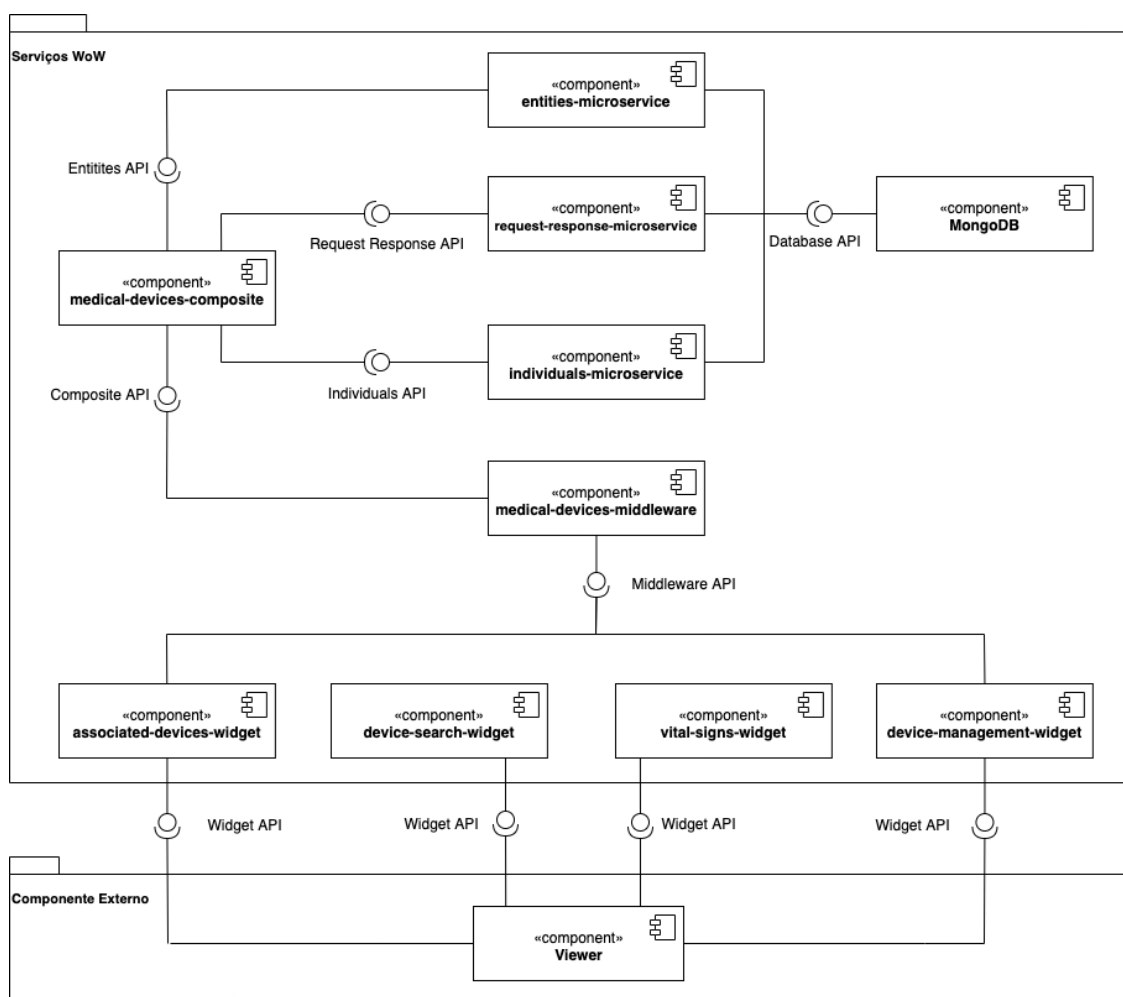 Serviços WoW
«component»
entities-microservice
Entitites API
«component»
request-response-microservice
«component»
MongoDB
Request Response API
Database API
«component»
medical-devices-composite
«component»
individuals-microservice
Composite API
Individuals API
«component»
medical-devices-middleware
Middleware API
«component»
associated-devices-widget
«component»
device-search-widget
«component»
vital-signs-widget
«component»
device-management-widget
Widget API
Widget API
Widget API
Widget API
Componente Externo
«component»
Viewer